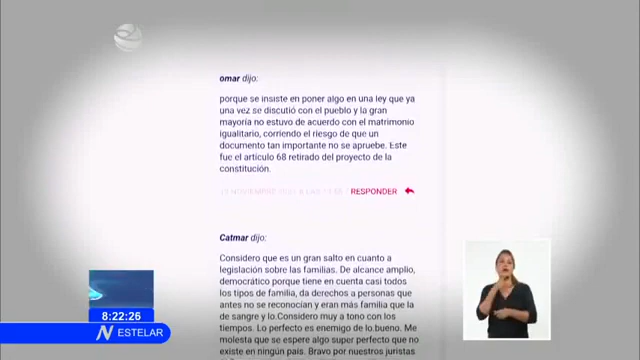 omar dijo:
porque se insiste en poner algo en una ley que ya
una vez se discutió con el pueblo y la gran
mayoría no estuvo de acuerdo con el matrimonio
igualitario, corriendo el riesgo de que un
documento tan importante no se apruebe. Este
fue el artículo 68 retirado del proyecto de la
constitución.
NOVIEMBRE RESPONDER
Catmar dijo:
Considero que es un gran salto en cuanto a
legislación sobre las familias. De alcance amplio,
democrático porque tiene en cuenta casi todos
los tipos de familia, da derechos a personas que
antes no se reconocían y eran más familia que la
de sangre y lo.Considero muy a tono con los
tiempos. Lo perfecto es enemigo de lo.bueno. Me
molesta que se espere algo super perfecto que no
existe en ningún país. Bravo por nuestros juristas
8:22:26
N ESTELAR